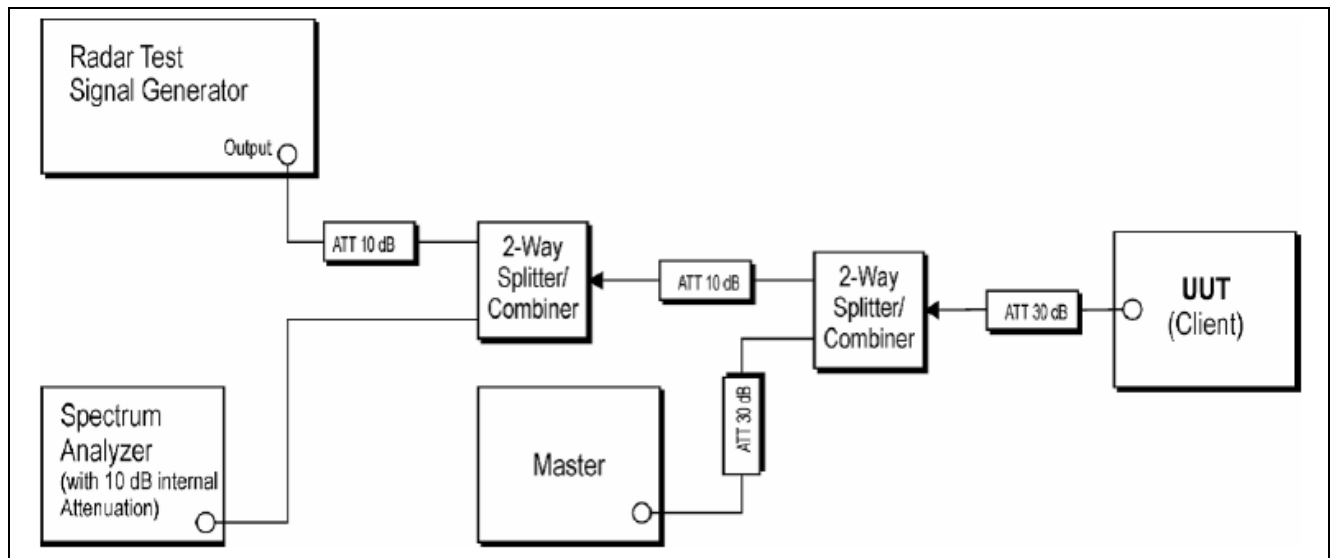 Radar Test
Signal Generator
Output
ATT 10 dB
2-Way
Splitter/
Combiner
ATT 10 dB
2-Way
Splitter/
Combiner
ATT 30 dB
UUT
(Client)
ATT 30 dB
Spectrum
Analyzer
(with 10 dB internal
Attenuation)
Master